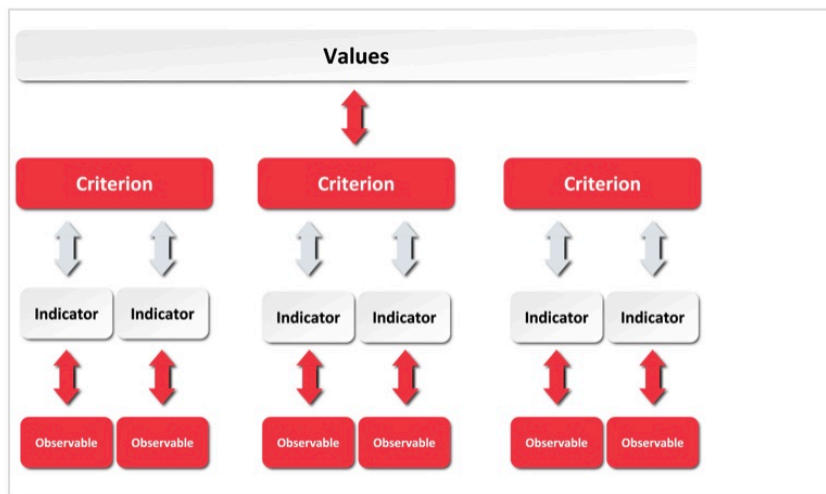 Values
Criterion
Criterion
Criterion
Indicator
Indicator
Indicator
Indicator
Indicator
Indicator
Observable
Observable
Observable
Observable
Observable
Observable